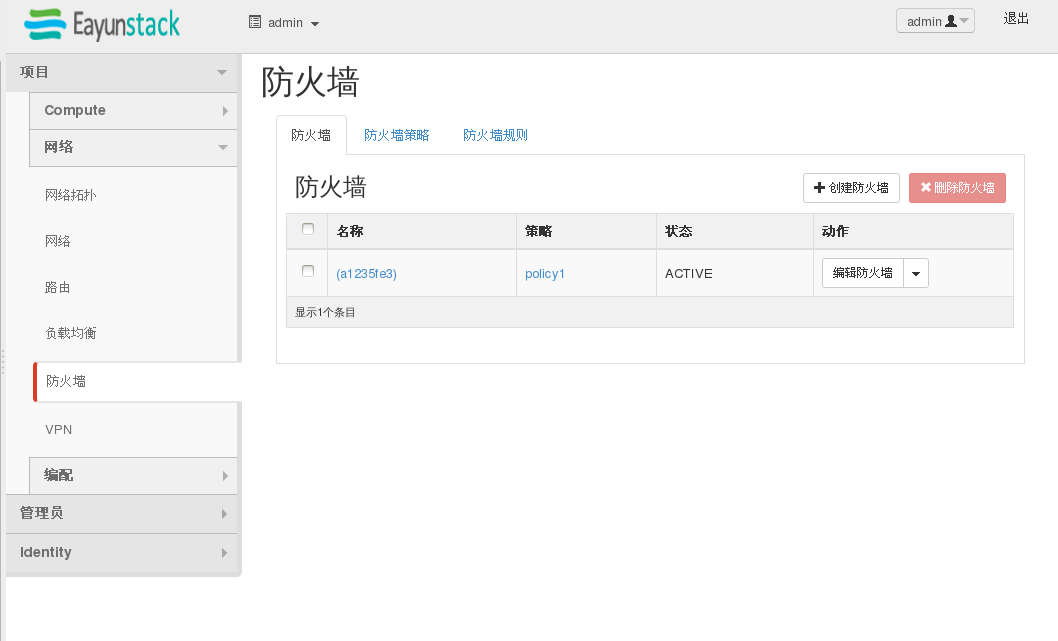 Eayunstack
admin
admin
退出
项目
Compute
网络
网络拓扑
网络
路由
负载均衡
防火墙
VPN
编配
管理员
Identity
防火墙
防火墙 防火墙策略 防火墙规则
防火墙
创建防火墙 删除防火墙
名称 策略 状态 动作
(a1235fe3) policy1 ACTIVE 编辑防火墙
显示1个条目